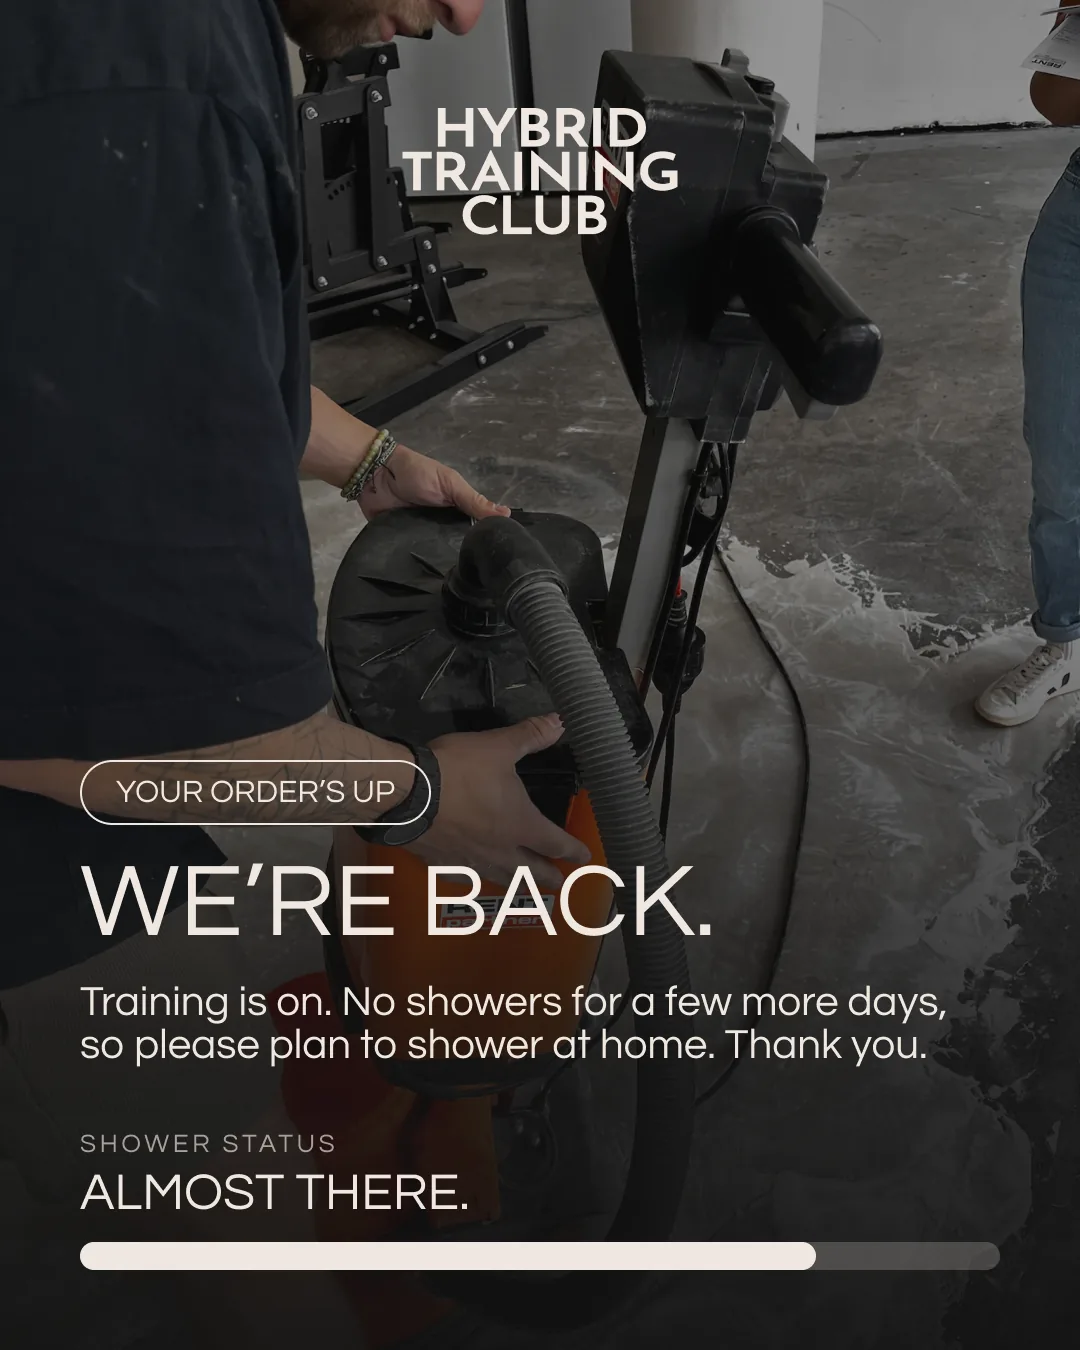 RENT
HYBRID
TRAINING
CLUB
YOUR ORDER’S UP
WE’RE BACK.
Training is on. No showers for a few more days,
so please plan to shower at home. Thank you.
SHOWER STATUS
ALMOST THERE.